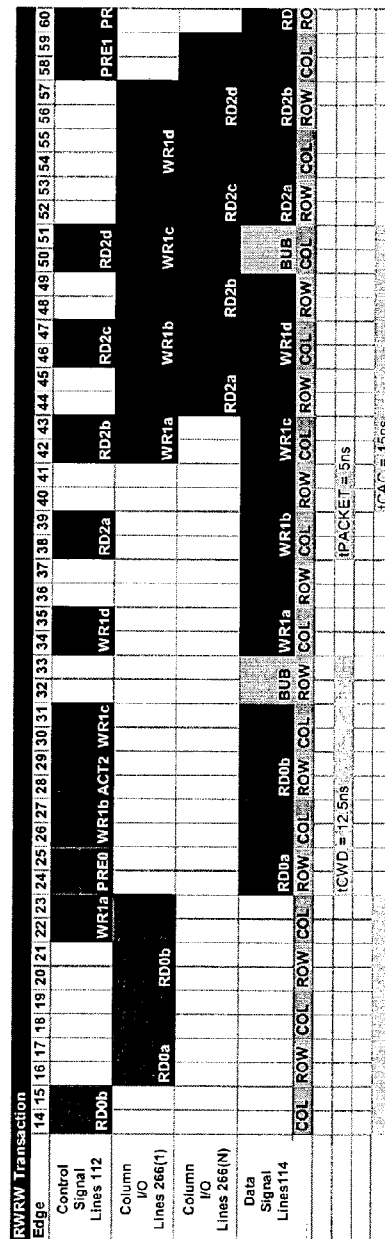 RWRW Transaction
Edge 14 15 16 17 18 19 20 21 22 23 24 25 26 27 28 29 30 31 32 33 34 35 36 37 38 39 40 41 42 43 44 45 46 47 48 49 50 51 52 53 54 55 56 57 58 59 60
Control
Signal
Lines 112
RD0b WR1a PRE0 WR1b ACT2 WR1c WR1d RD2a RD2b RD2c RD2d PRE1 PR
Column
I/O
Lines 266(1)
RD0a RD0b WR1a WR1b WR1c WR1d
Column
I/O
Lines 266(N)
RD2a RD2b RD2c RD2d
Data
Signal
Lines114
RD0a RD0b BUB WR1a WR1b WR1c WR1d BUB RD2a RD2b RD
COL ROW COL ROW COL ROW COL ROW COL ROW COL ROW COL ROW COL ROW COL ROW COL ROW COL ROW COL RO
tCWD = 12.5ns tPACKET = 5ns
tCAC = 15ns